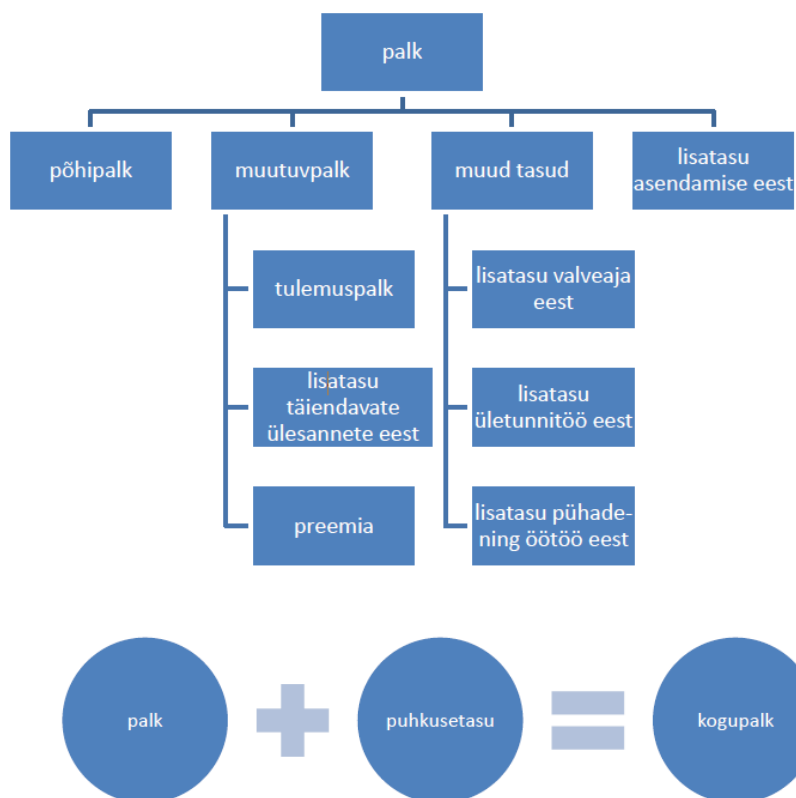 palk
põhipalk
muutuvpalk
muud tasud
lisatasu
asendamise eest
tulemuspalk
lisatasu
täiendavate
ülesannete eest
preemia
lisatasu valveaja
eest
lisatasu
ületunnitöö eest
lisatasu pühade-
ning öötöö eest
palk
puhkusetasu
kogupalk